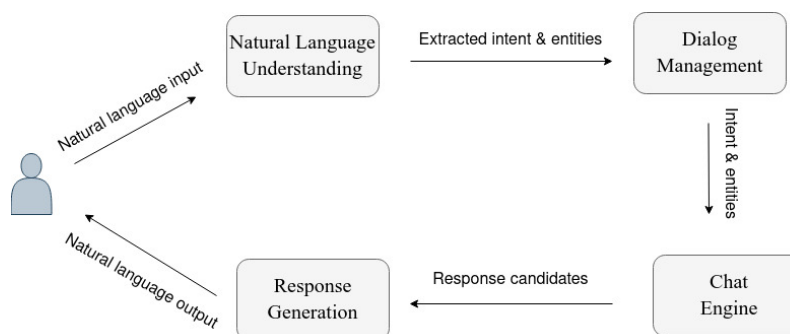 Natural Language
Understanding
Extracted intent & entities
Dialog
Management
Natural language input
Intent & entities
Natural language output
Response
Generation
Response candidates
Chat
Engine